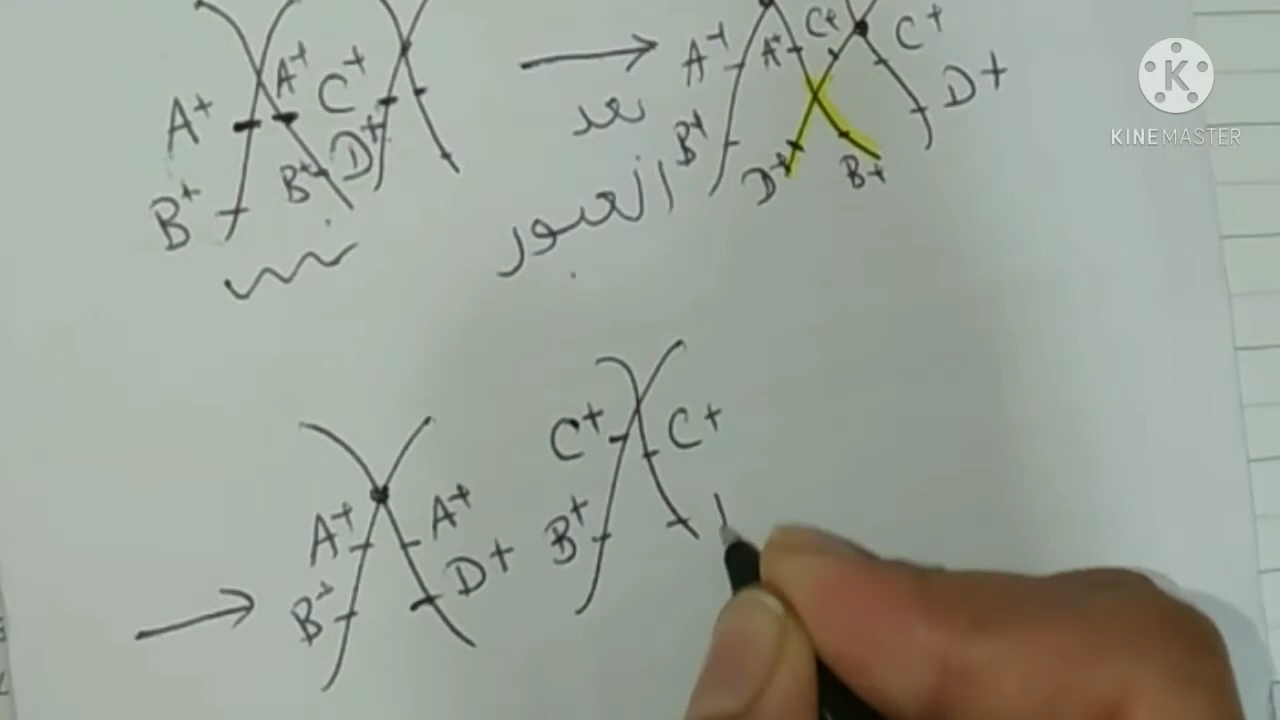 A+ A+ C+
B+ B+ D+
A+ A+ C+ C+
B+ D+ B+ D+
بعد
العبور
A+ A+ C+ C+
B+ D+ B+
K
KINEMASTER